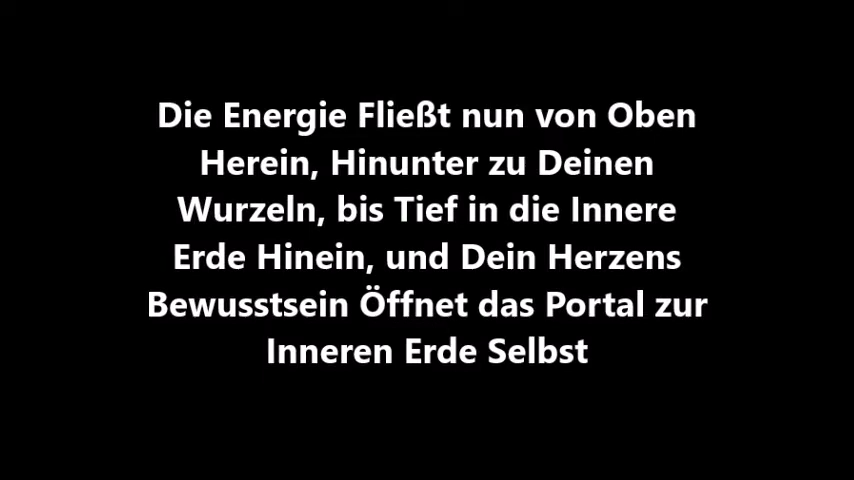 Die Energie Fließt nun von Oben
Herein, Hinunter zu Deinen
Wurzeln, bis Tief in die Innere
Erde Hinein, und Dein Herzens
Bewusstsein Öffnet das Portal zur
Inneren Erde Selbst